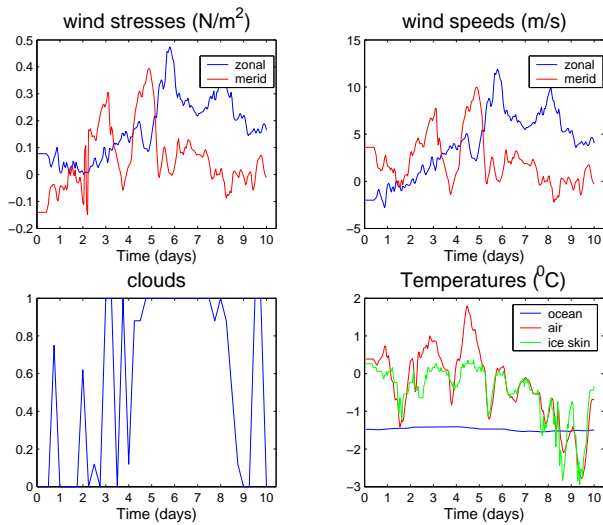 wind stresses (N/m²)
0.5
0.4
0.3
0.2
0.1
0
-0.1
-0.2
zonal
merid
0 1 2 3 4 5 6 7 8 9 10
Time (days)
wind speeds (m/s)
15
10
5
0
-5
zonal
merid
0 1 2 3 4 5 6 7 8 9 10
Time (days)
clouds
1
0.8
0.6
0.4
0.2
0
0 1 2 3 4 5 6 7 8 9 10
Time (days)
Temperatures (⁰C)
2
1
0
-1
-2
-3
ocean
air
ice skin
0 1 2 3 4 5 6 7 8 9 10
Time (days)